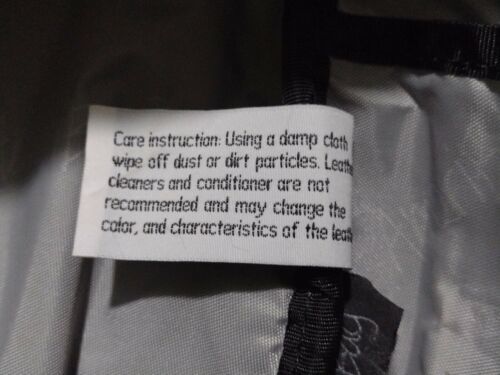 Care instruction: Using a damp cloth
wipe off dust or dirt particles. Leathe
cleaners and conditioner are not
recommended and may change the
color, and characteristics of the leath